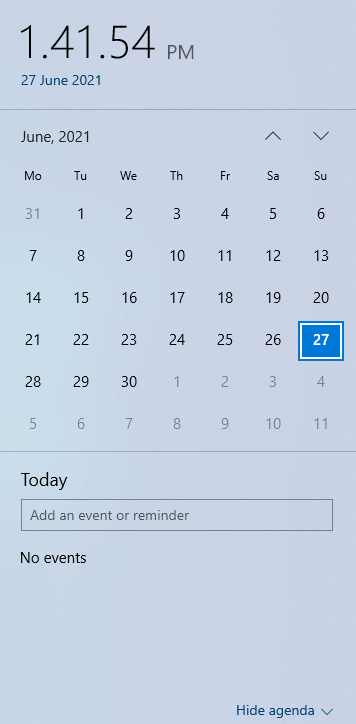 1.41.54 PM
27 June 2021
June, 2021
Mo Tu We Th Fr Sa Su
31 1 2 3 4 5 6
7 8 9 10 11 12 13
14 15 16 17 18 19 20
21 22 23 24 25 26 27
28 29 30 1 2 3 4
5 6 7 8 9 10 11
Today
Add an event or reminder
No events
Hide agenda